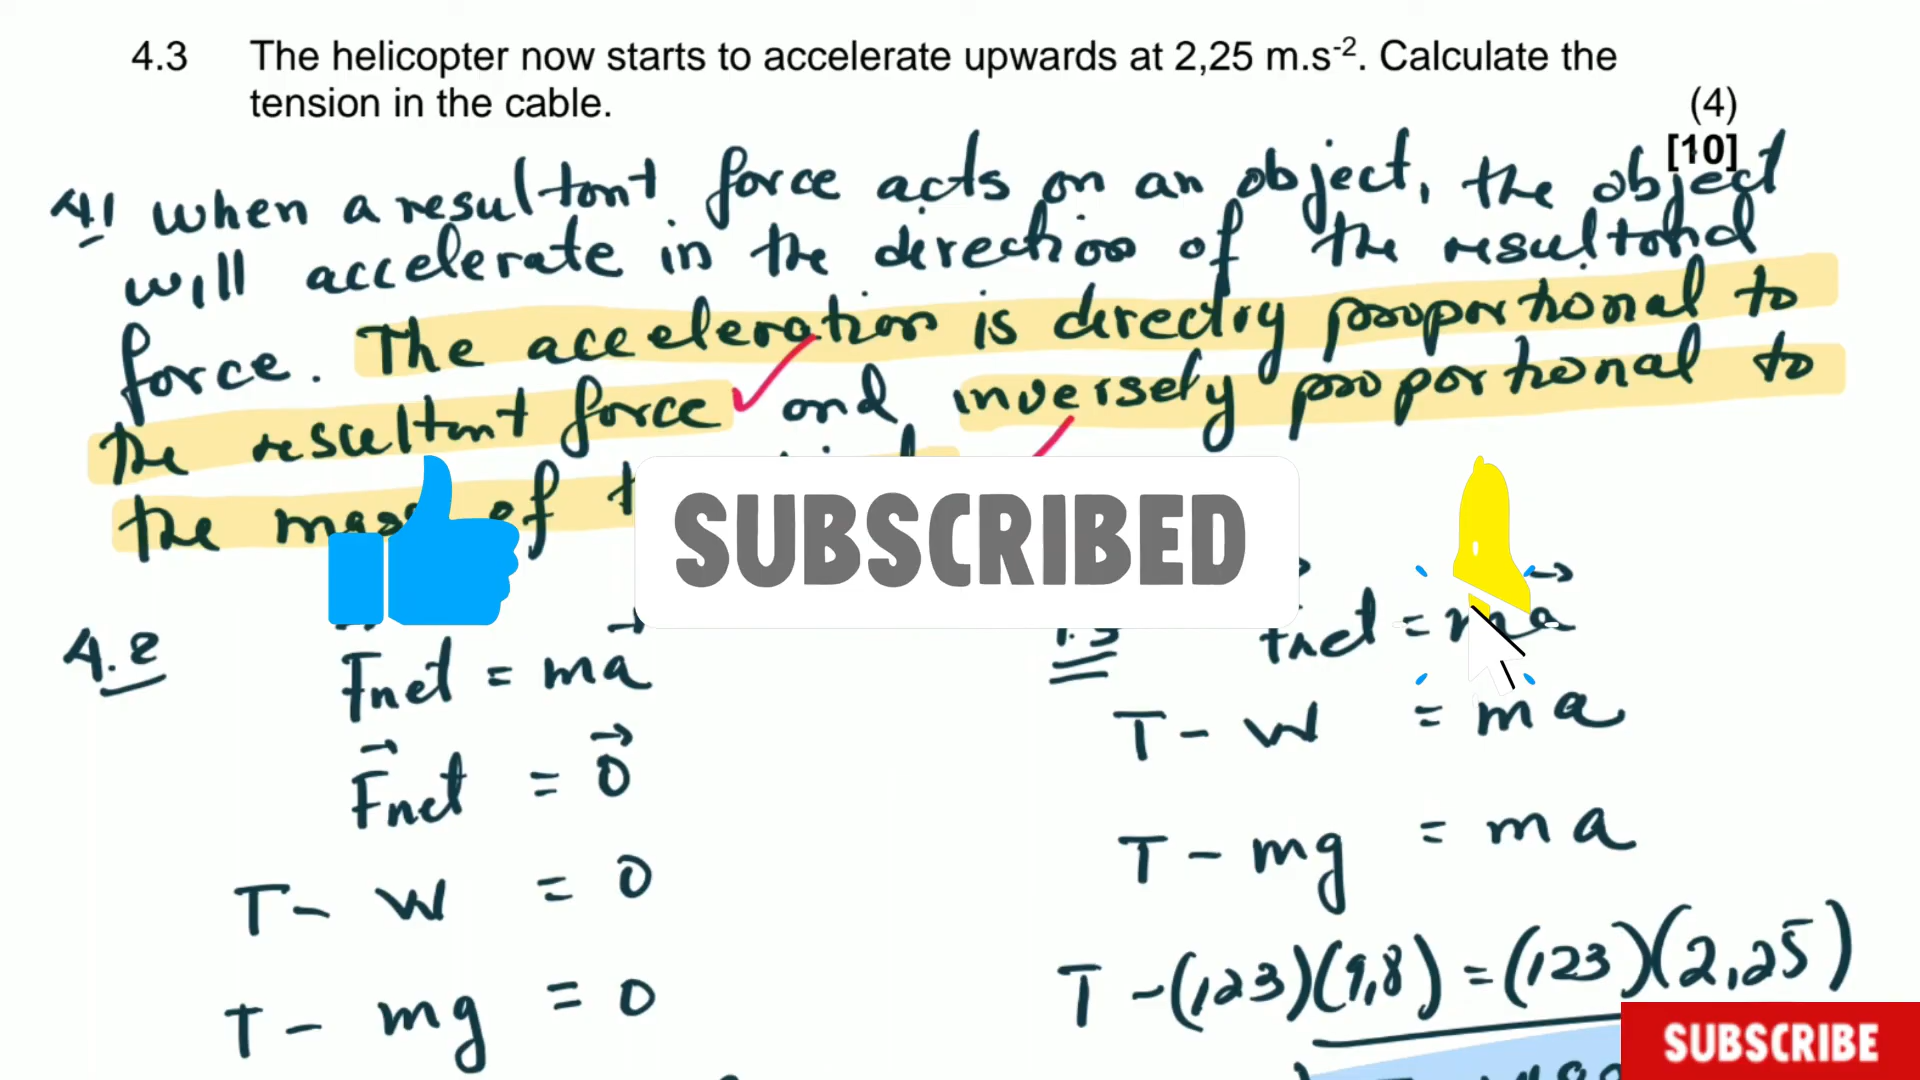 4.3 The helicopter now starts to accelerate upwards at 2,25 m.s-2. Calculate the
tension in the cable.
(4)
[10]
4.1 when a resultant force acts on an object, the object
will accelerate in the direction of the resultant
force. The acceleration is directly proportional to
the resultant force and inversely proportional to
the mass of
SUBSCRIBED
4.2
Fnet = ma
Fnet = 0
T - W = 0
T - mg = 0
Fnet = ma
T - W = ma
T - mg = ma
T - (123)(9,8) = (123)(2,25)
SUBSCRIBE